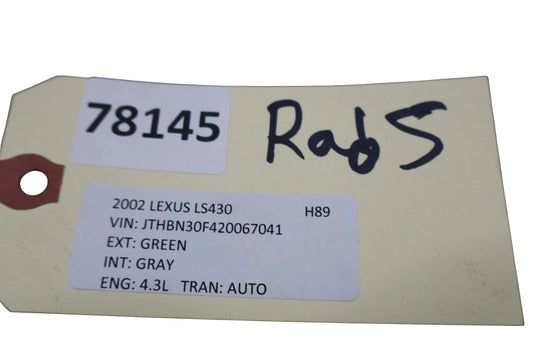 78145
Rad S
2002 LEXUS LS430 H89
VIN: JTHBN30F420067041
EXT: GREEN
INT: GRAY
ENG: 4.3L TRAN: AUTO